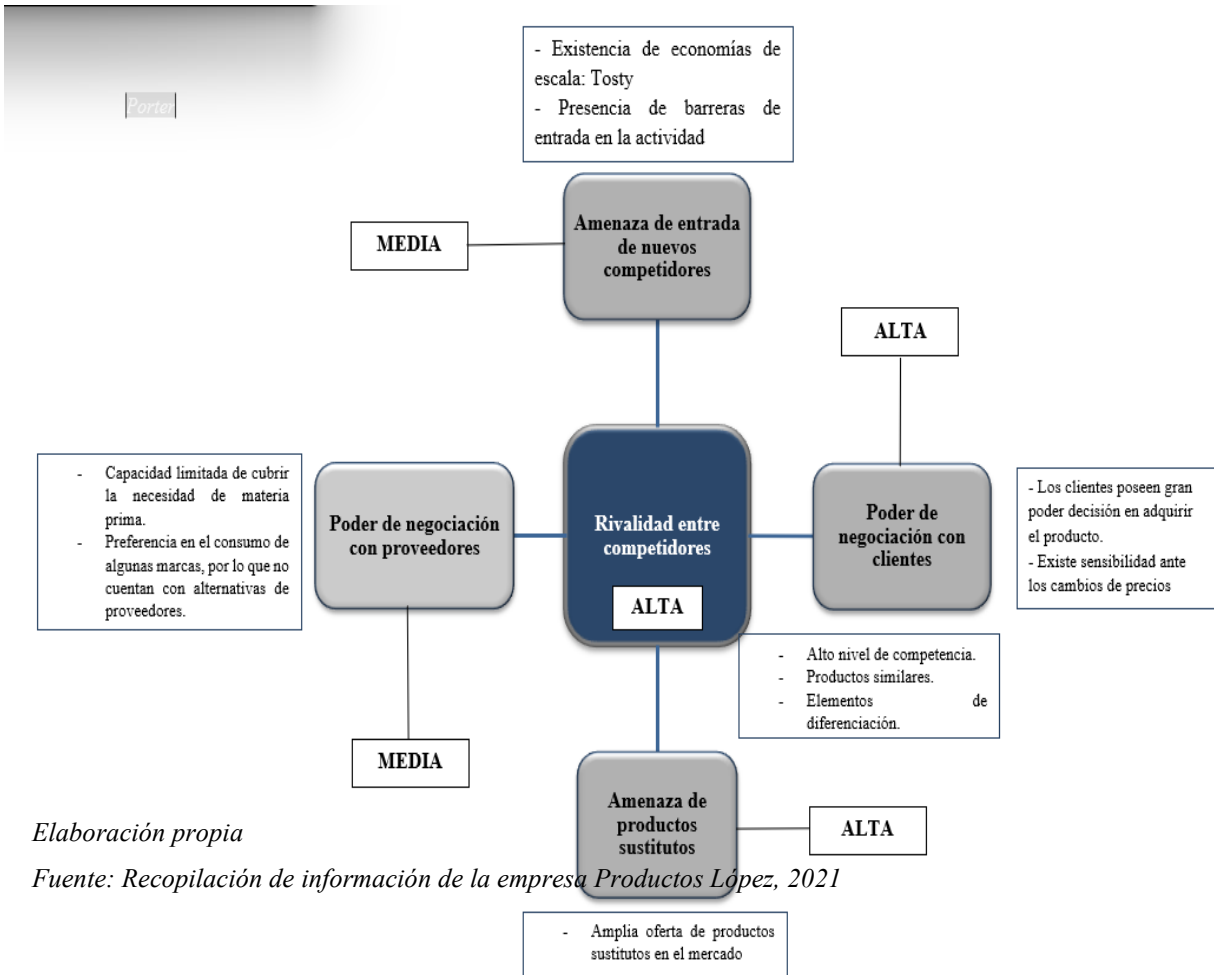 Porter
- Existencia de economías de
escala: Tosty
- Presencia de barreras de
entrada en la actividad
Amenaza de entrada
de nuevos
competidores
MEDIA
ALTA
- Capacidad limitada de cubrir
la necesidad de materia
prima.
- Preferencia en el consumo de
algunas marcas, por lo que no
cuentan con alternativas de
proveedores.
Poder de negociación
con proveedores
Rivalidad entre
competidores
ALTA
Poder de
negociación con
clientes
- Los clientes poseen gran
poder decisión en adquirir
el producto.
- Existe sensibilidad ante
los cambios de precios
- Alto nivel de competencia.
- Productos similares.
- Elementos de
diferenciación.
MEDIA
Amenaza de
productos
sustitutos
ALTA
Elaboración propia
Fuente: Recopilación de información de la empresa Productos López, 2021
- Amplia oferta de productos
sustitutos en el mercado